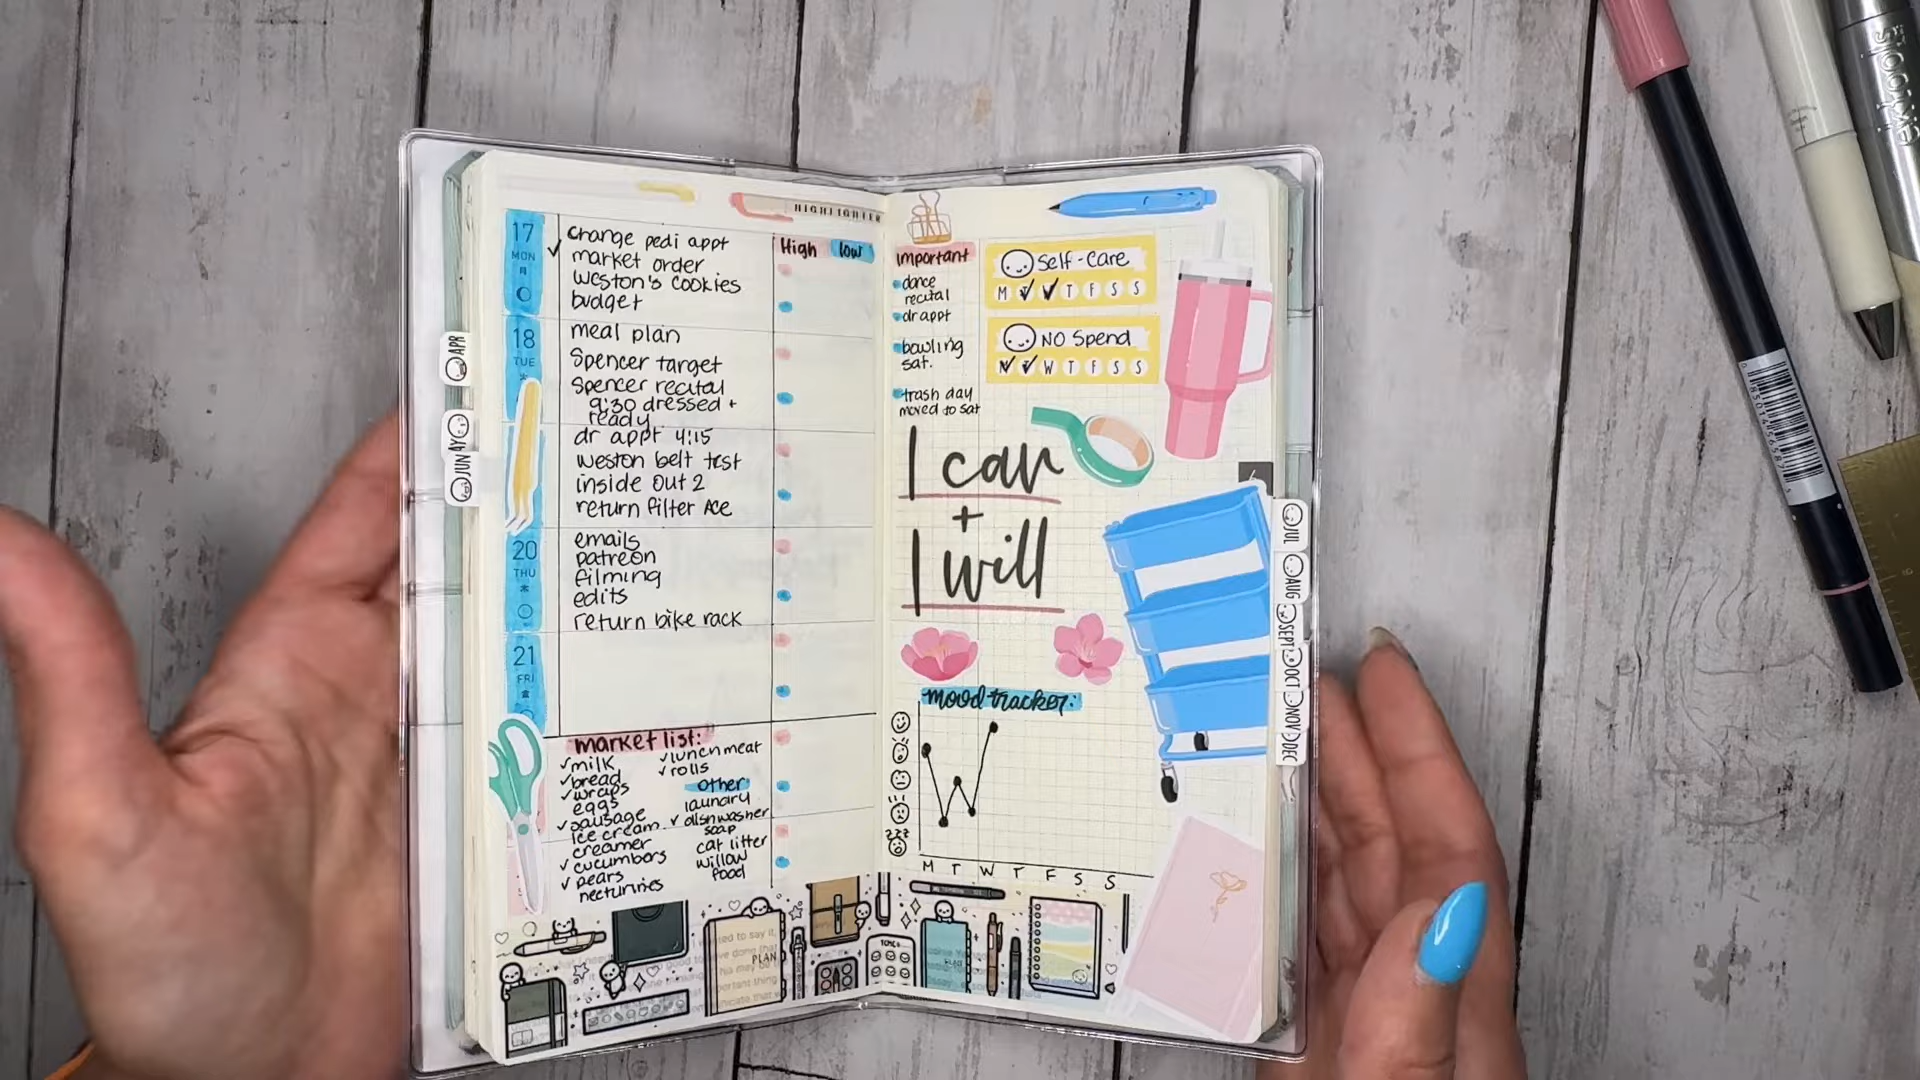 HIGHLIGHTER
17
MON
change pedi appt
market order
weston's cookies
budget
High
low
18
TUE
meal plan
Spencer target
Spencer recital
9:30 dressed +
ready
dr appt 4:15
weston belt test
inside out 2
return filter Ace
20
THU
emails
patreon
filming
edits
return bike rack
21
FRI
market list:
✓milk
✓bread
✓wraps
eggs
✓sausage
ice cream
creamer
✓cucumbors
✓pears
necturines
✓lunch meat
✓rolls
other
laundry
✓dishwasher
soap
cat litter
willow
food
APR
MAY
JUN
important
dance
recital
dr appt
bowling
sat.
trash day
moved to sat
Self-Care
M T W T F S S
NO Spend
M T W T F S S
I can
+
I will
mood tracker:
M T W T F S S
JUL
AUG
SEPT
OCT
NOV
DEC
PLAN